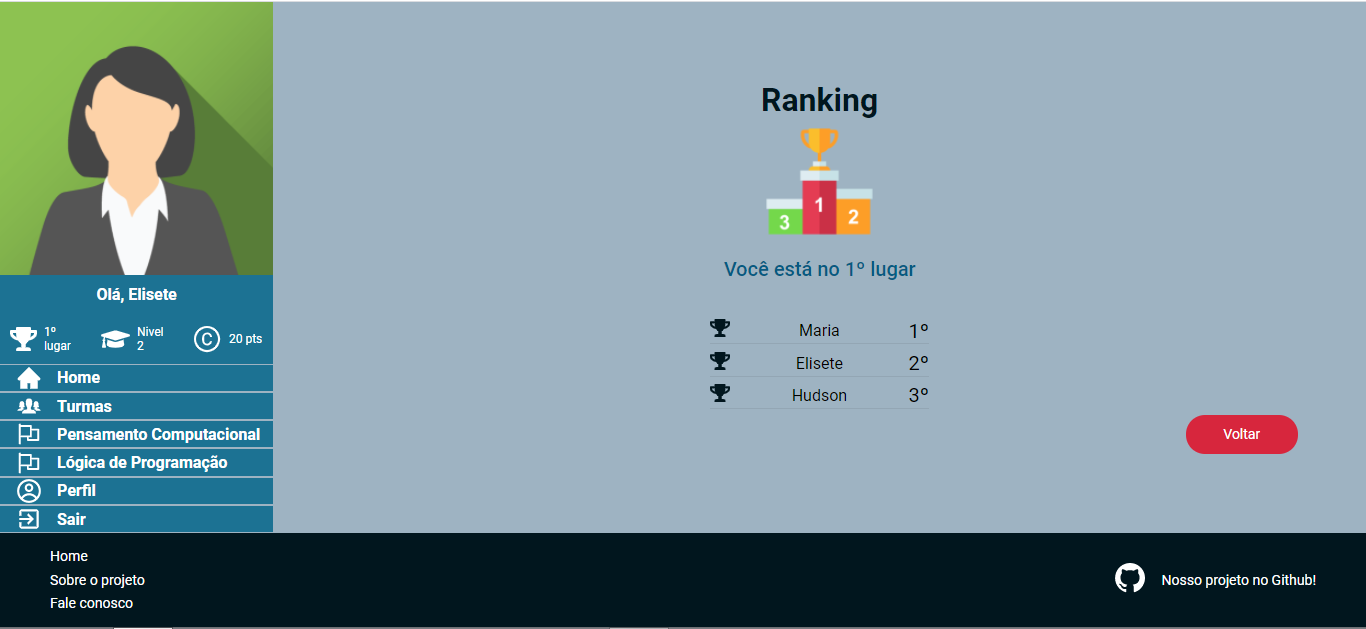 Olá, Elisete
1º
lugar
Nivel
2
20 pts
Home
Turmas
Pensamento Computacional
Lógica de Programação
Perfil
Sair
Ranking
3 1 2
Você está no 1º lugar
Maria 1º
Elisete 2º
Hudson 3º
Voltar
Home
Sobre o projeto
Fale conosco
Nosso projeto no Github!